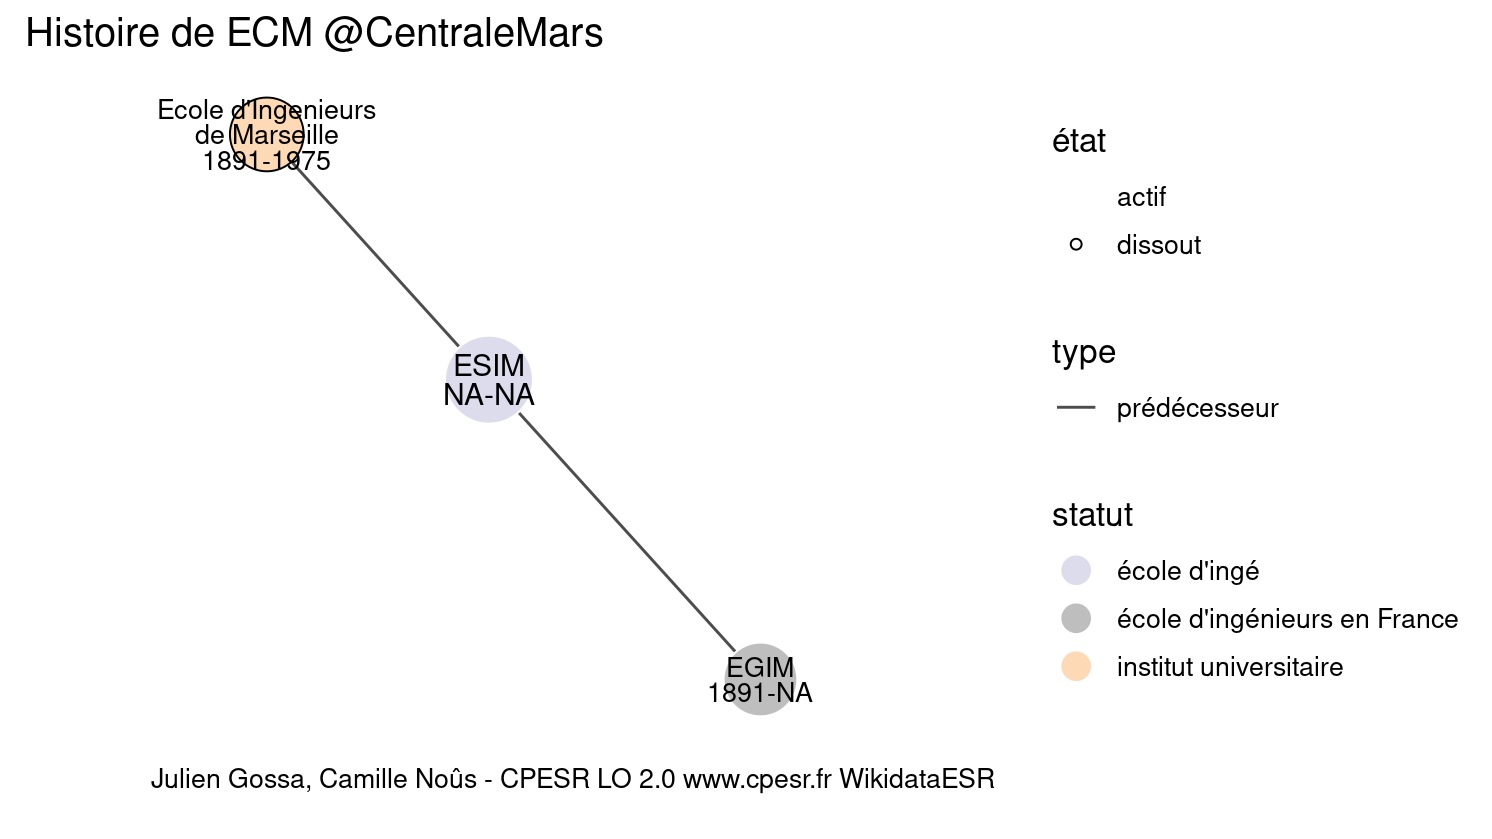 Histoire de ECM @CentraleMars
Ecole d'Ingenieurs
de Marseille
1891-1975
ESIM
NA-NA
EGIM
1891-NA
état
actif
dissout
type
prédécesseur
statut
école d'ingé
école d'ingénieurs en France
institut universitaire
Julien Gossa, Camille Noûs - CPESR LO 2.0 www.cpesr.fr WikidataESR